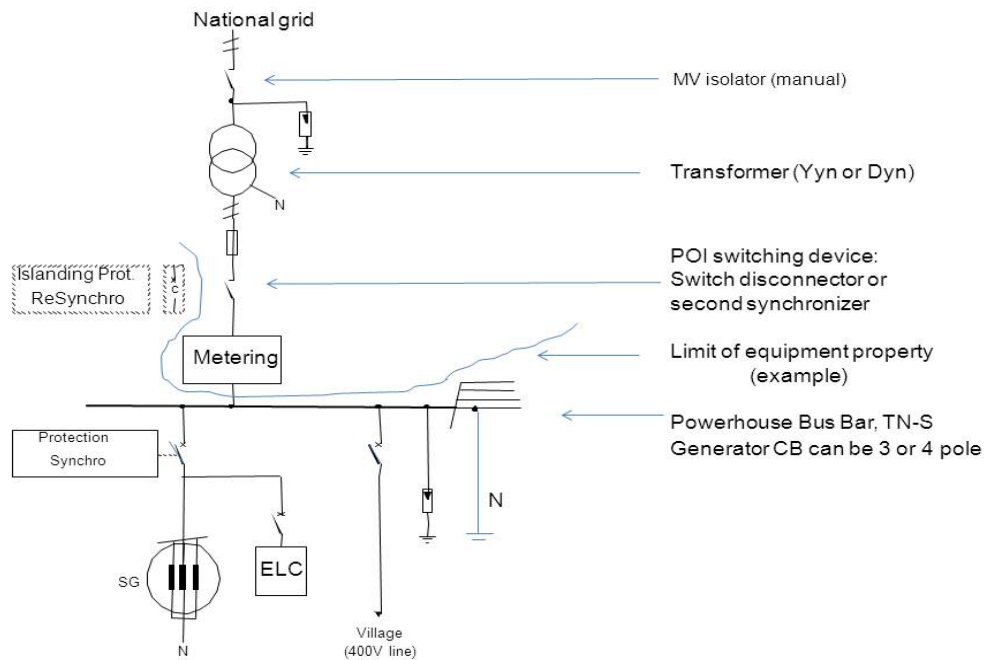 National grid
MV isolator (manual)
Transformer (Yyn or Dyn)
N
POI switching device:
Switch disconnector or
second synchronizer
Islanding Prot.
ReSynchro
c
Metering
Limit of equipment property
(example)
Powerhouse Bus Bar, TN-S
Generator CB can be 3 or 4 pole
Protection
Synchro
N
ELC
SG
N
Village
(400V line)